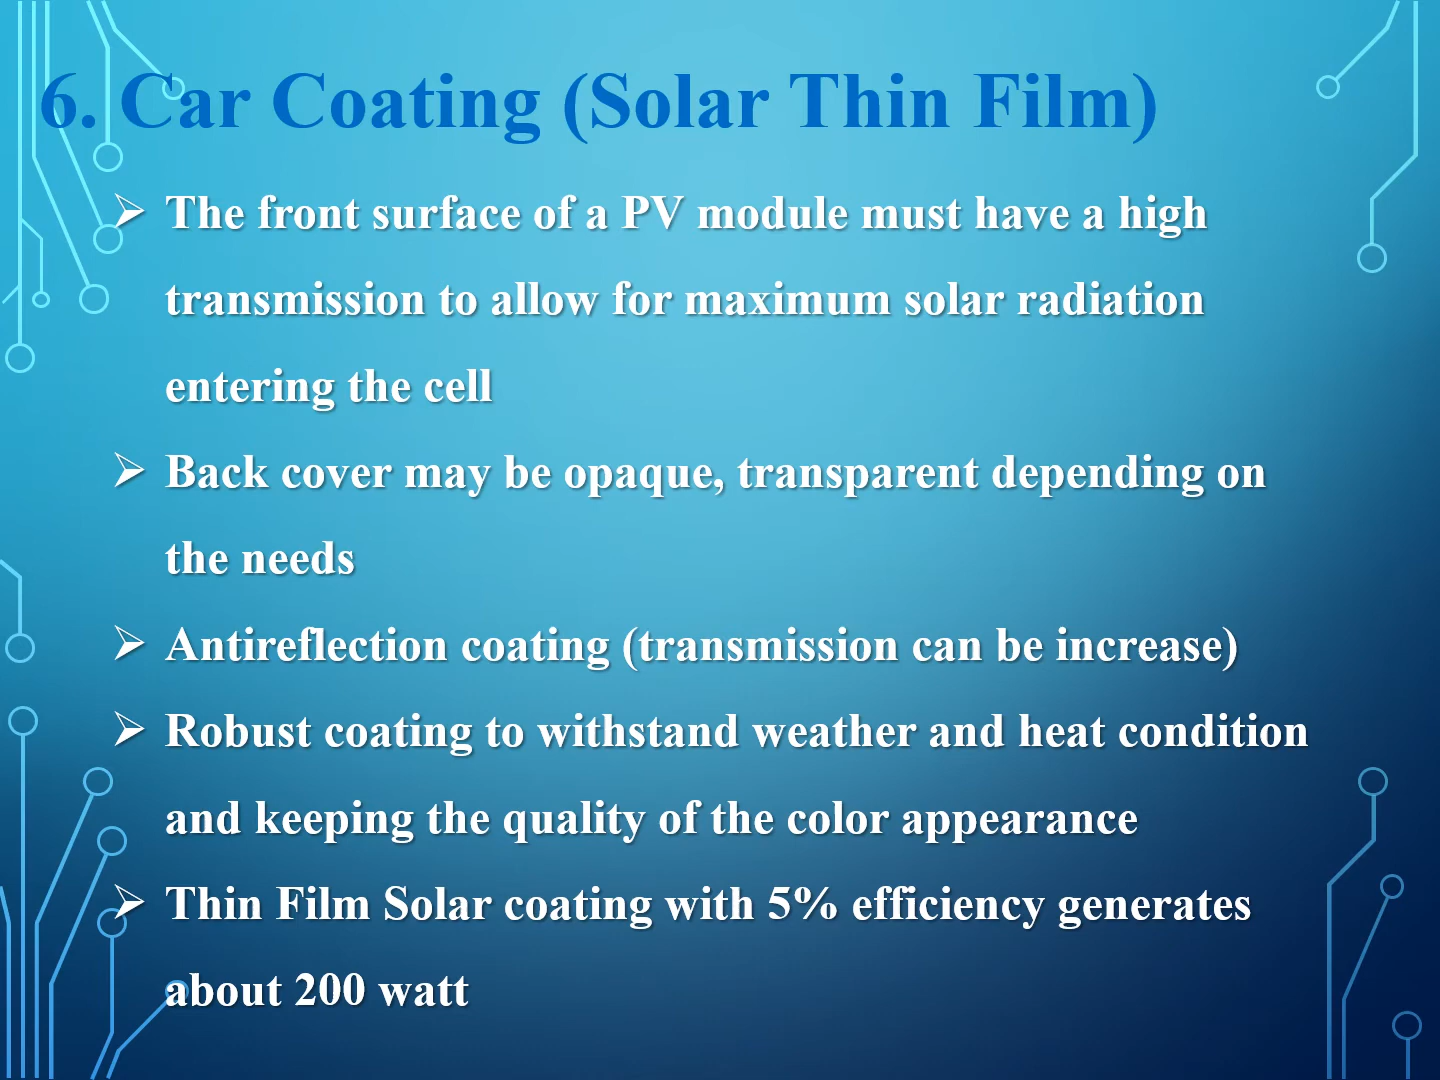 6. Car Coating (Solar Thin Film)
The front surface of a PV module must have a high
transmission to allow for maximum solar radiation
entering the cell
Back cover may be opaque, transparent depending on
the needs
Antireflection coating (transmission can be increase)
Robust coating to withstand weather and heat condition
and keeping the quality of the color appearance
Thin Film Solar coating with 5% efficiency generates
about 200 watt